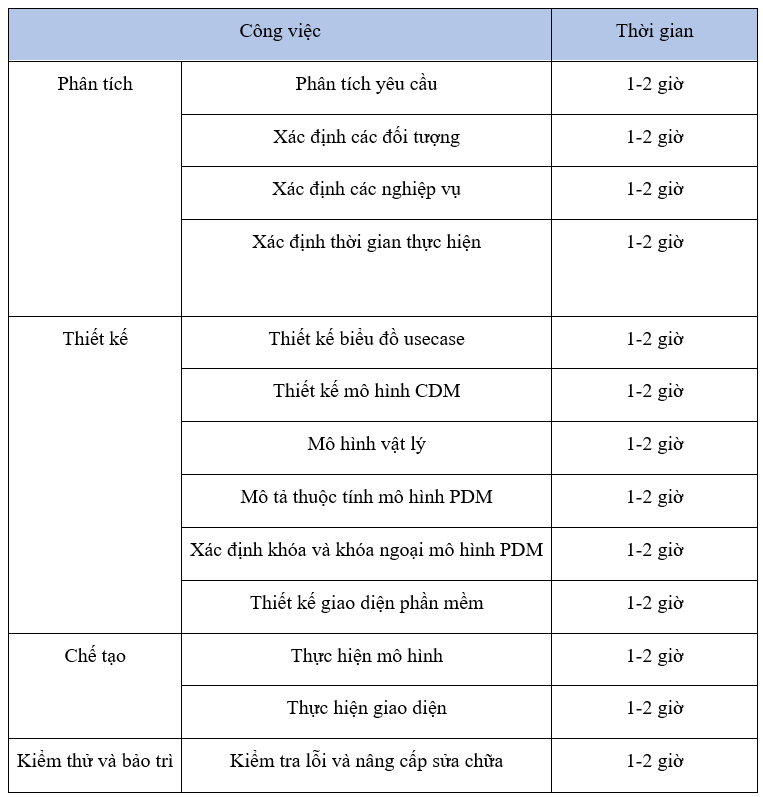 Công việc
Thời gian
Phân tích
Phân tích yêu cầu
1-2 giờ
Xác định các đối tượng
1-2 giờ
Xác định các nghiệp vụ
1-2 giờ
Xác định thời gian thực hiện
1-2 giờ
Thiết kế
Thiết kế biểu đồ usecase
1-2 giờ
Thiết kế mô hình CDM
1-2 giờ
Mô hình vật lý
1-2 giờ
Mô tả thuộc tính mô hình PDM
1-2 giờ
Xác định khóa và khóa ngoại mô hình PDM
1-2 giờ
Thiết kế giao diện phần mềm
1-2 giờ
Chế tạo
Thực hiện mô hình
1-2 giờ
Thực hiện giao diện
1-2 giờ
Kiểm thử và bảo trì
Kiểm tra lỗi và nâng cấp sửa chữa
1-2 giờ